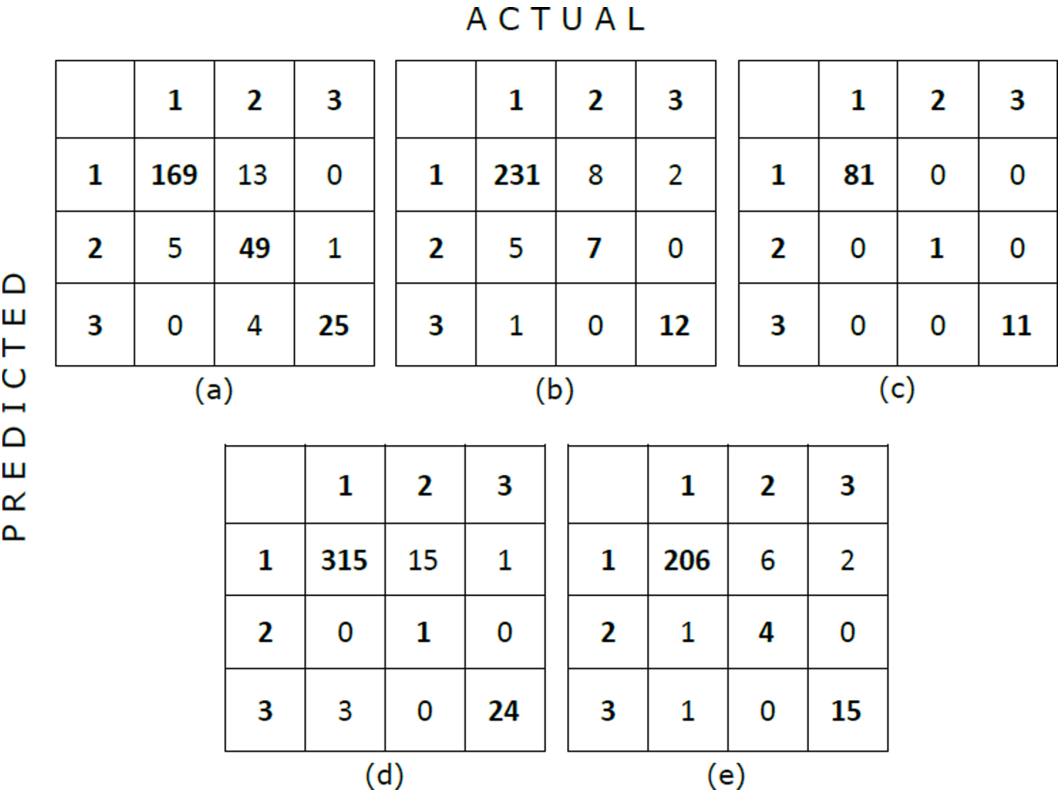 A C T U A L
P R E D I C T E D
1 2 3
1 169 13 0
2 5 49 1
3 0 4 25
(a)
1 2 3
1 231 8 2
2 5 7 0
3 1 0 12
(b)
1 2 3
1 81 0 0
2 0 1 0
3 0 0 11
(c)
1 2 3
1 315 15 1
2 0 1 0
3 3 0 24
(d)
1 2 3
1 206 6 2
2 1 4 0
3 1 0 15
(e)